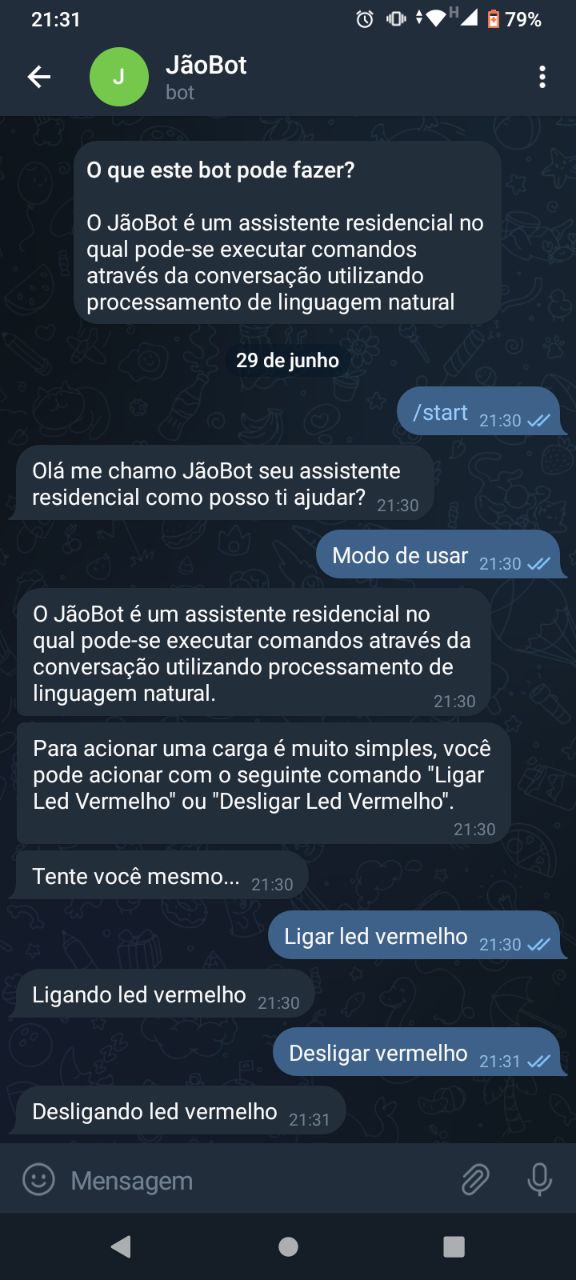 21:31
H
79%
J
JãoBot
bot
O que este bot pode fazer?
O JãoBot é um assistente residencial no
qual pode-se executar comandos
através da conversação utilizando
processamento de linguagem natural
29 de junho
/start 21:30
Olá me chamo JãoBot seu assistente
residencial como posso ti ajudar? 21:30
Modo de usar 21:30
O JãoBot é um assistente residencial no
qual pode-se executar comandos através da
conversação utilizando processamento de
linguagem natural. 21:30
Para acionar uma carga é muito simples, você
pode acionar com o seguinte comando "Ligar
Led Vermelho" ou "Desligar Led Vermelho".
21:30
Tente você mesmo... 21:30
Ligar led vermelho 21:30
Ligando led vermelho 21:30
Desligar vermelho 21:31
Desligando led vermelho 21:31
Mensagem